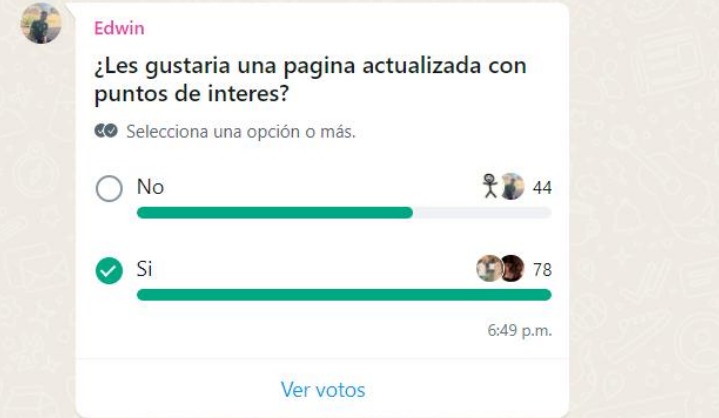 Edwin
¿Les gustaria una pagina actualizada con
puntos de interes?
Selecciona una opción o más.
No 44
Si 78
6:49 p.m.
Ver votos